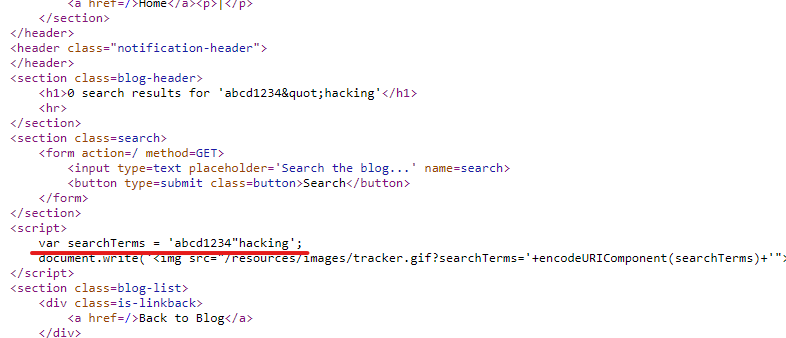 <a href=/>Home</a><p>|</p>
</section>
</header>
<header class="notification-header">
</header>
<section class=blog-header>
<h1>0 search results for 'abcd1234&quot;hacking'</h1>
<hr>
</section>
<section class=search>
<form action=/ method=GET>
<input type=text placeholder='Search the blog...' name=search>
<button type=submit class=button>Search</button>
</form>
</section>
<script>
var searchTerms = 'abcd1234"hacking';
document.write('<img src="/resources/images/tracker.gif?searchTerms='+encodeURIComponent(searchTerms)+'">
</script>
<section class=blog-list>
<div class=is-linkback>
<a href=/>Back to Blog</a>
</div>